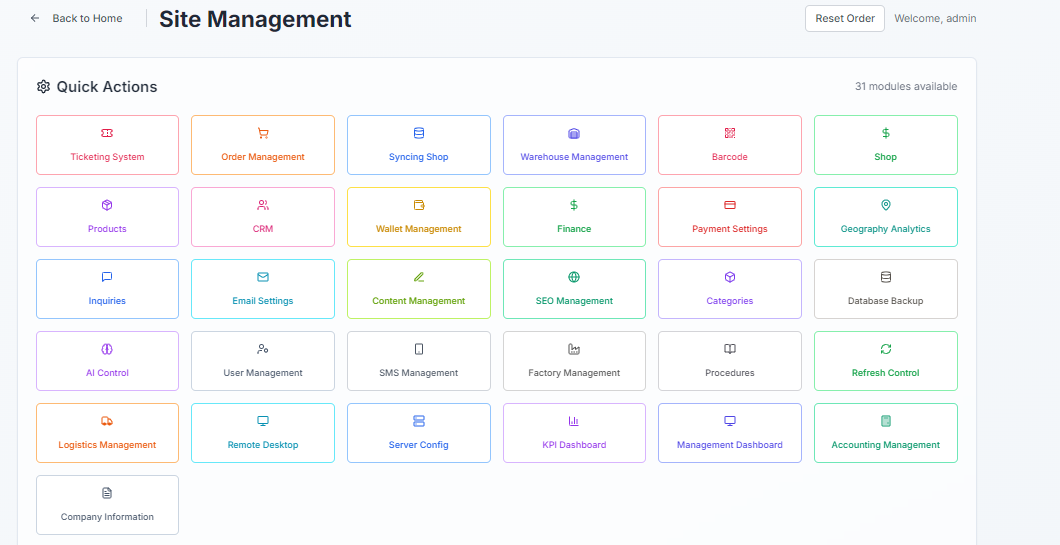 Back to Home
Site Management
Reset Order
Welcome, admin
Quick Actions
31 modules available
Ticketing System
Order Management
Syncing Shop
Warehouse Management
Barcode
Shop
Products
CRM
Wallet Management
Finance
Payment Settings
Geography Analytics
Inquiries
Email Settings
Content Management
SEO Management
Categories
Database Backup
AI Control
User Management
SMS Management
Factory Management
Procedures
Refresh Control
Logistics Management
Remote Desktop
Server Config
KPI Dashboard
Management Dashboard
Accounting Management
Company Information